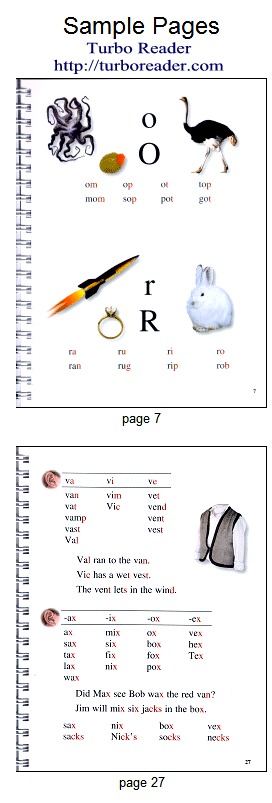 Sample Pages
Turbo Reader
http://turboreader.com
o
O
om op ot top
mom sop pot got
r
R
ra ru ri ro
ran rug rip rob
7
page 7
va vi ve
van vim vet
vat Vic vend
vamp vent
vast vest
Val
Val ran to the van.
Vic has a wet vest.
The vent lets in the wind.
-ax -ix -ox -ex
ax mix ox vex
sax six box hex
tax fix fox Tex
lax nix pox
wax
Did Max see Bob wax the red van?
Jim will mix six jacks in the box.
sax nix box vex
sacks Nick's socks necks
27
page 27